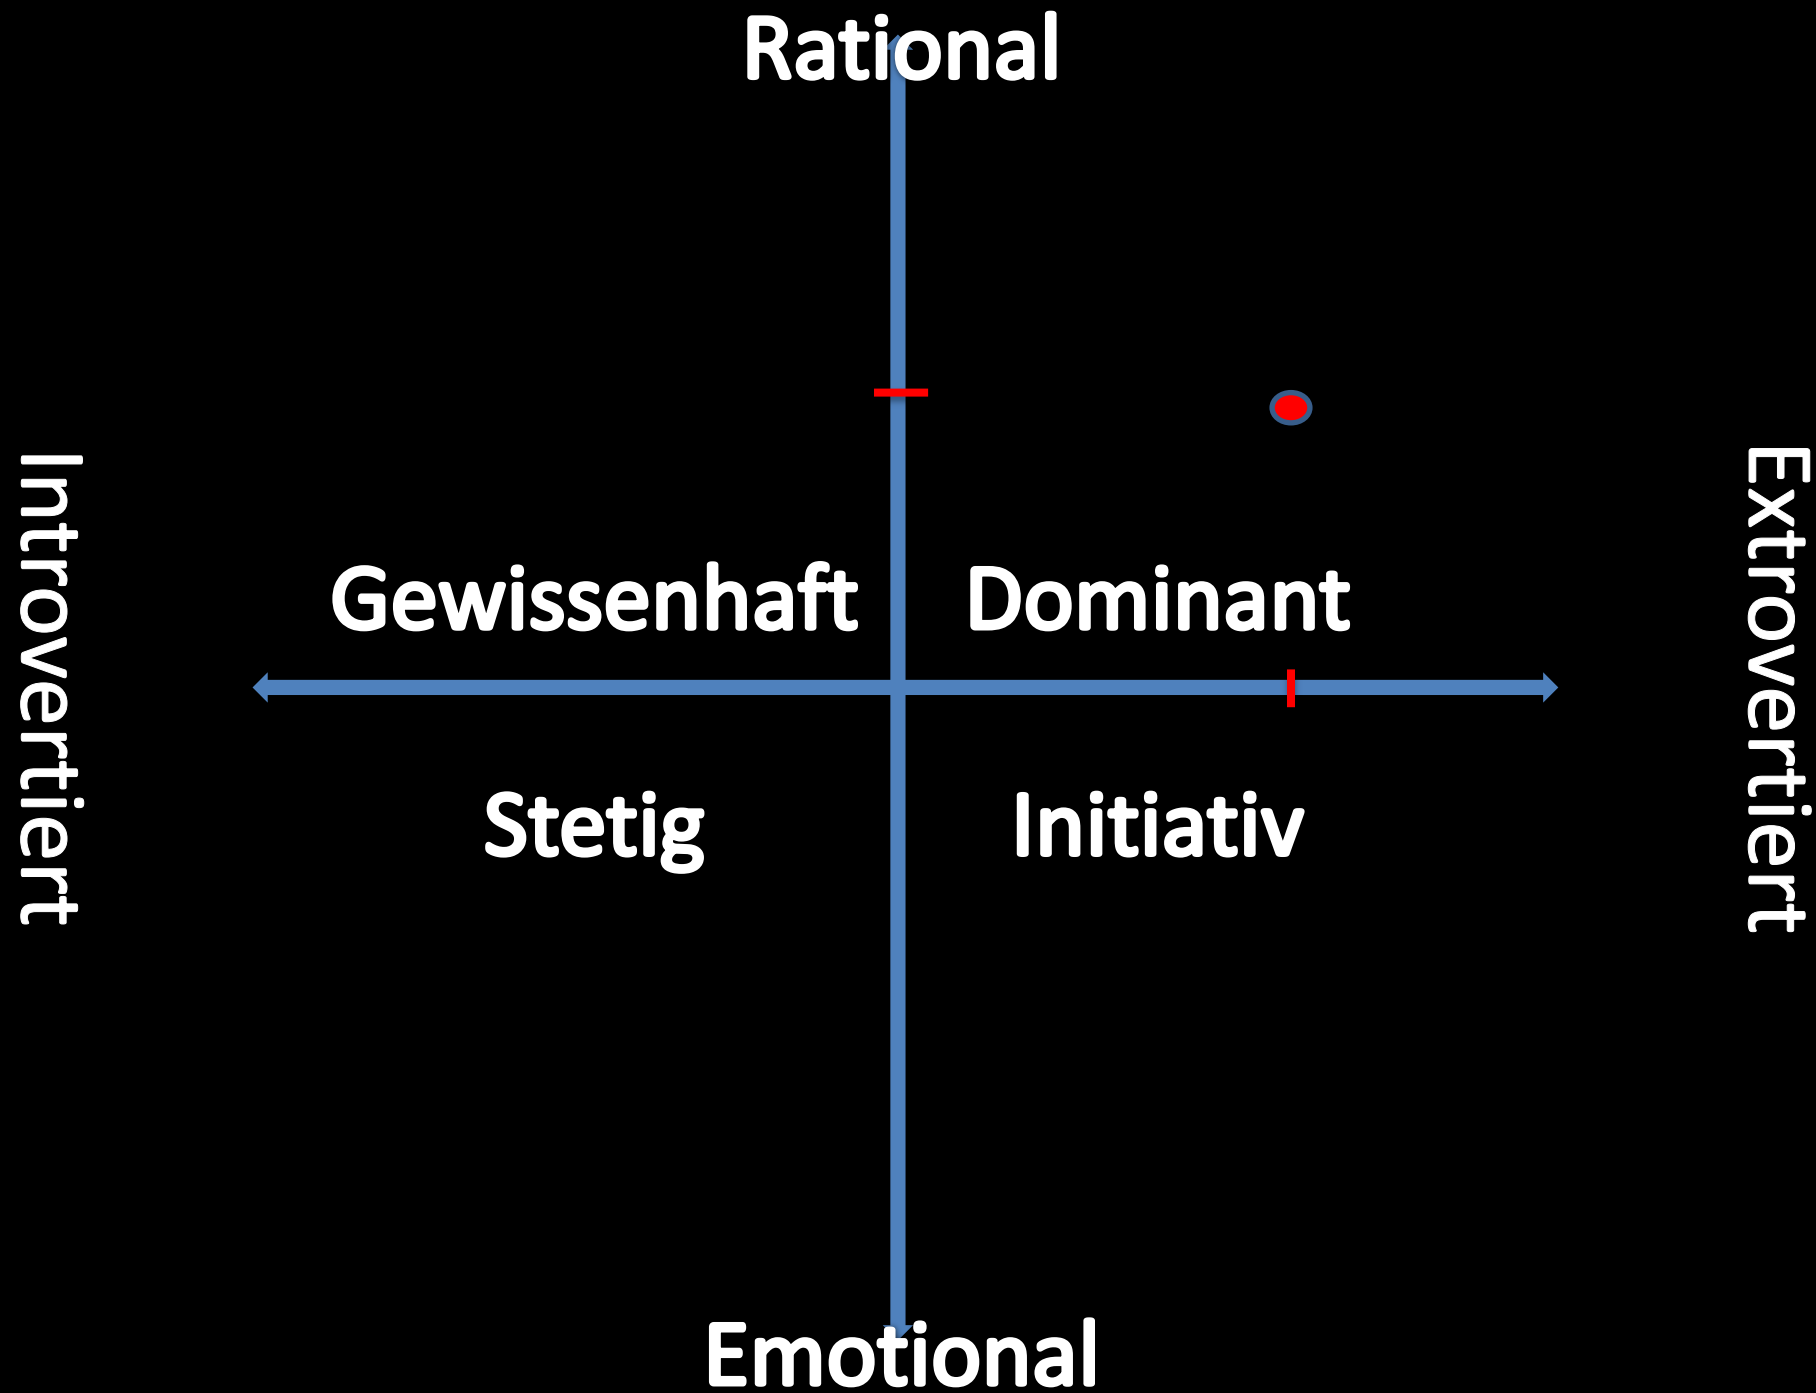 Rational
Introvertiert
Extrovertiert
Gewissenhaft
Dominant
Stetig
Initiativ
Emotional